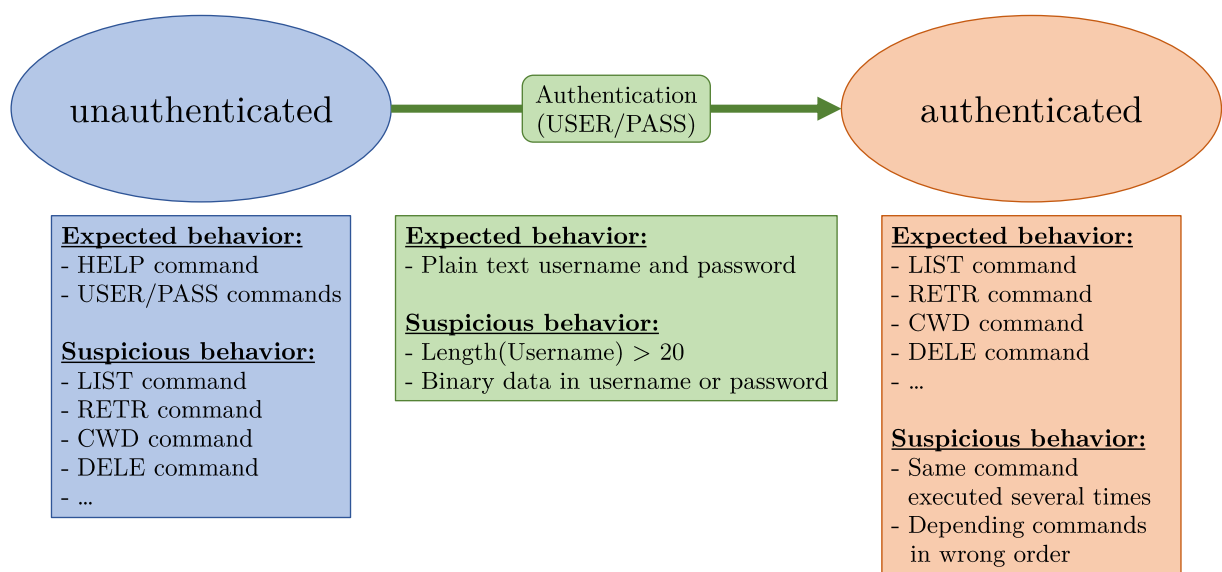 unauthenticated
Authentication
(USER/PASS)
authenticated
Expected behavior:
- HELP command
- USER/PASS commands
Suspicious behavior:
- LIST command
- RETR command
- CWD command
- DELE command
- …
Expected behavior:
- Plain text username and password
Suspicious behavior:
- Length(Username) > 20
- Binary data in username or password
Expected behavior:
- LIST command
- RETR command
- CWD command
- DELE command
- …
Suspicious behavior:
- Same command
executed several times
- Depending commands
in wrong order